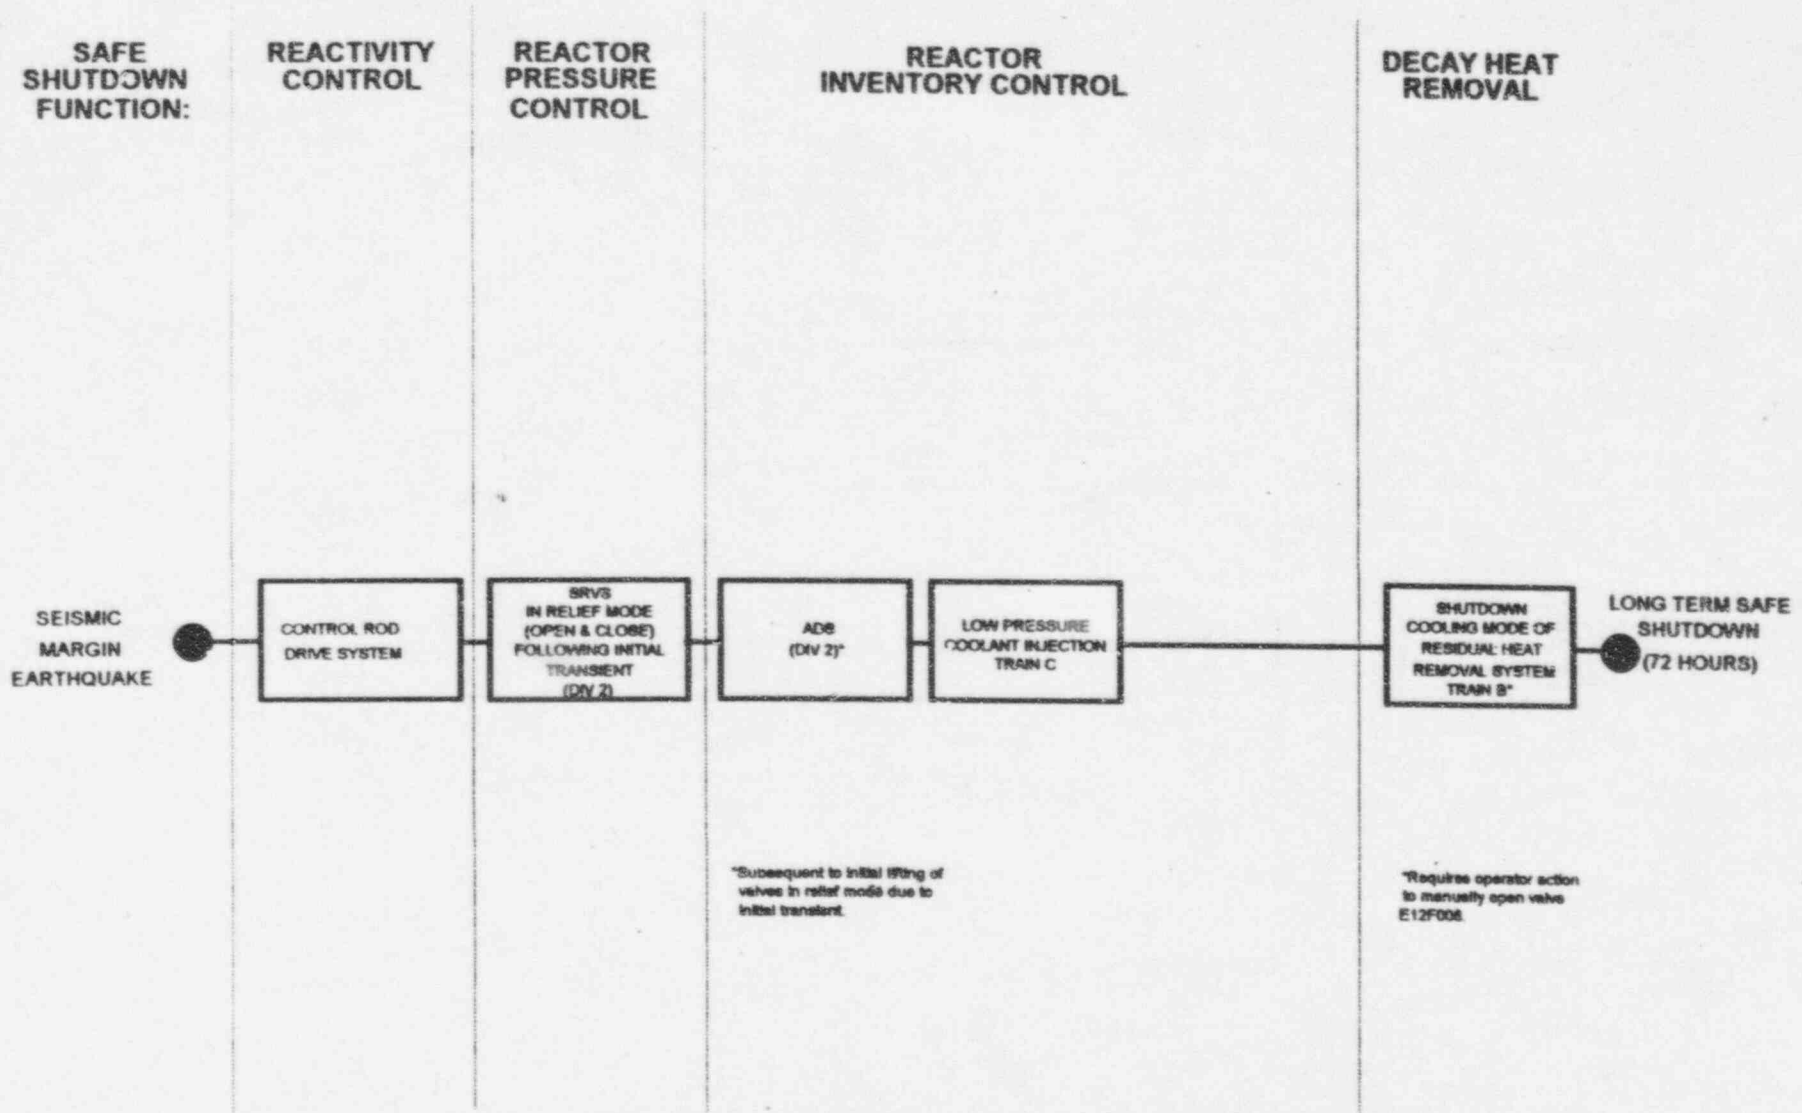 SAFE
SHUTDOWN
FUNCTION:
REACTIVITY
CONTROL
REACTOR
PRESSURE
CONTROL
REACTOR
INVENTORY CONTROL
DECAY HEAT
REMOVAL
SEISMIC
MARGIN
EARTHQUAKE
CONTROL ROD
DRIVE SYSTEM
SRVS
IN RELIEF MODE
(OPEN & CLOSE)
FOLLOWING INITIAL
TRANSIENT
(DIV 2)
ADS
(DIV 2)*
LOW PRESSURE
COOLANT INJECTION
TRAIN C
SHUTDOWN
COOLING MODE OF
RESIDUAL HEAT
REMOVAL SYSTEM
TRAIN B*
LONG TERM SAFE
SHUTDOWN
(72 HOURS)
*Subsequent to initial lifting of
valves in relief mode due to
initial transient.
*Requires operator action
to manually open valve